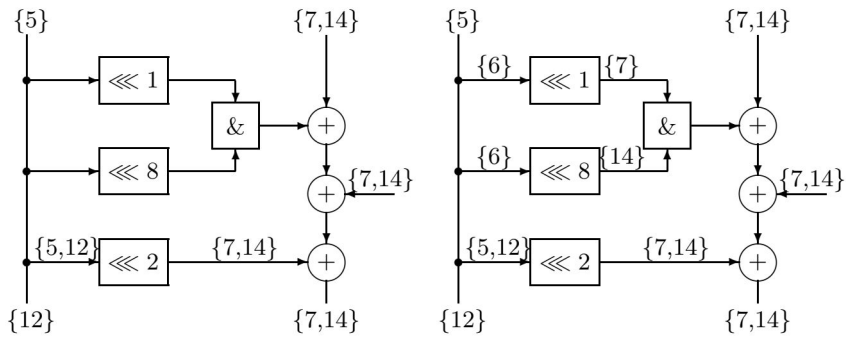 {5} {7,14} {5} {7,14}
⋘ 1 {6} ⋘ 1 {7}
& + & +
⋘ 8 {6} ⋘ 8 {14}
+ {7,14} + {7,14}
{5,12} ⋘ 2 {7,14} + {5,12} ⋘ 2 {7,14} +
{12} {7,14} {12} {7,14}